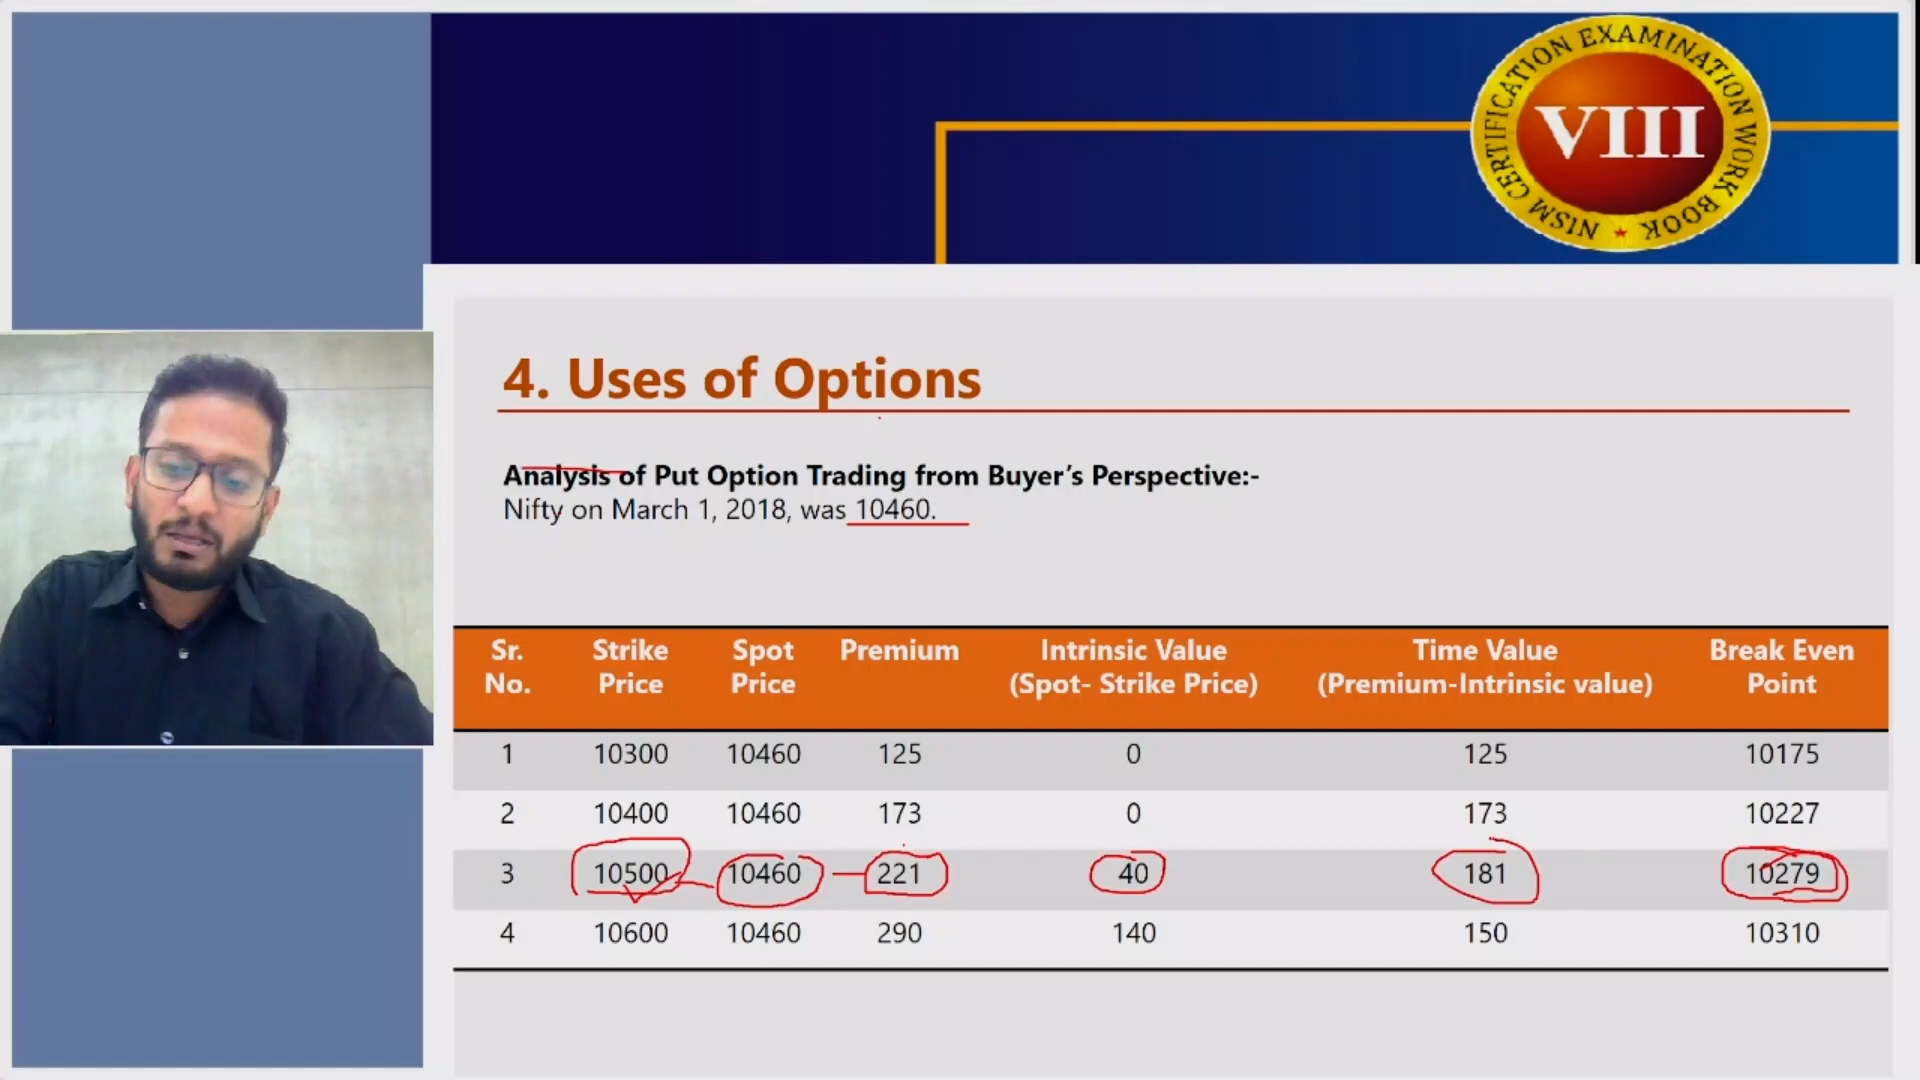 NISM CERTIFICATION EXAMINATION WORK BOOK
VIII
4. Uses of Options
Analysis of Put Option Trading from Buyer’s Perspective:-
Nifty on March 1, 2018, was 10460.
Sr. No. Strike Price Spot Price Premium Intrinsic Value (Spot- Strike Price) Time Value (Premium-Intrinsic value) Break Even Point
1 10300 10460 125 0 125 10175
2 10400 10460 173 0 173 10227
3 10500 10460 221 40 181 10279
4 10600 10460 290 140 150 10310